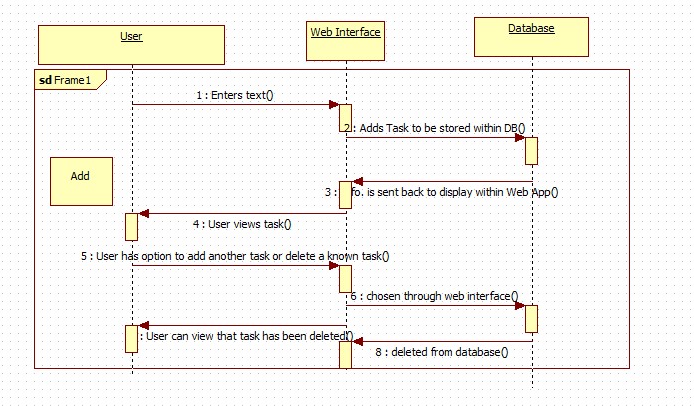 User
Web Interface
Database
sd Frame1
1 : Enters text()
2 : Adds Task to be stored within DB()
Add
3 : fo. is sent back to display within Web App()
4 : User views task()
5 : User has option to add another task or delete a known task()
6 : chosen through web interface()
: User can view that task has been deleted()
8 : deleted from database()